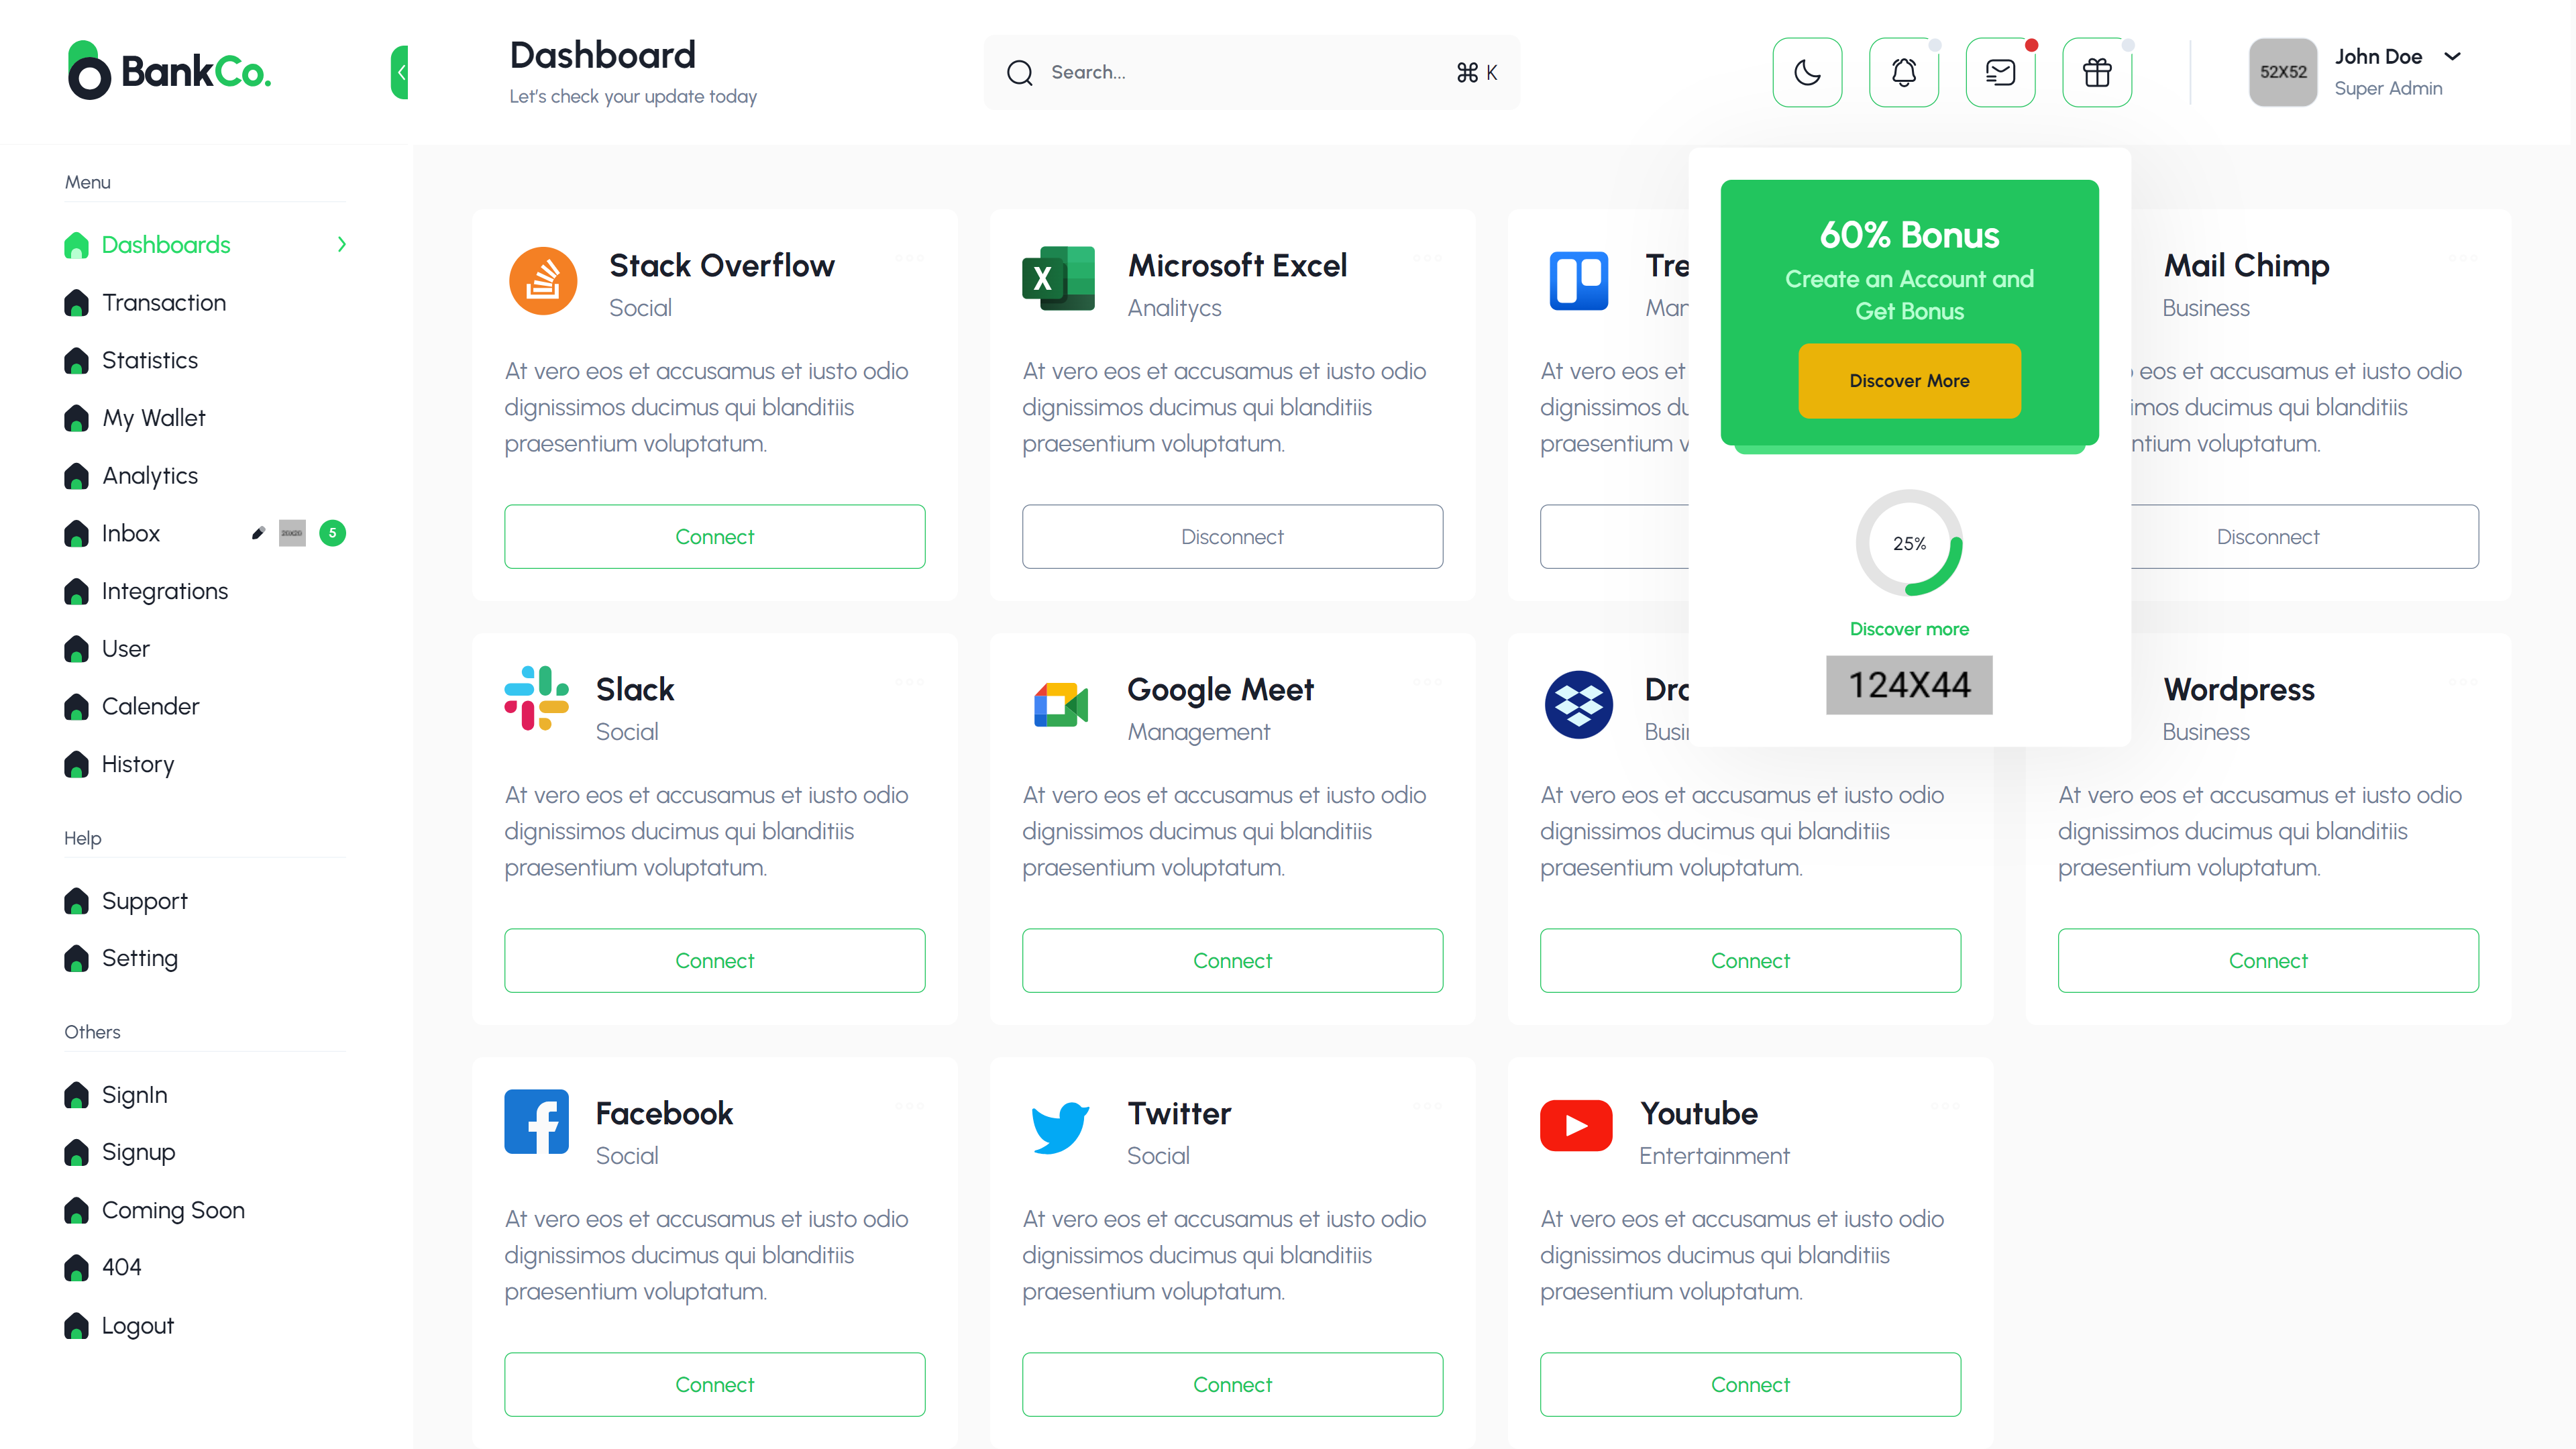 BankCo.
Dashboard
Let's check your update today
Search...
⌘ K
52X52
John Doe
Super Admin
Menu
Dashboards
Transaction
Statistics
My Wallet
Analytics
Inbox
5
Integrations
User
Calender
History
Help
Support
Setting
Others
SignIn
Signup
Coming Soon
404
Logout
Stack Overflow
Social
At vero eos et accusamus et iusto odio
dignissimos ducimus qui blanditiis
praesentium voluptatum.
Connect
Microsoft Excel
Analitycs
At vero eos et accusamus et iusto odio
dignissimos ducimus qui blanditiis
praesentium voluptatum.
Disconnect
Tre
Man
At vero eos et
dignissimos du
praesentium v
60% Bonus
Create an Account and
Get Bonus
Discover More
25%
Discover more
124X44
Mail Chimp
Business
eos et accusamus et iusto odio
imos ducimus qui blanditiis
ntium voluptatum.
Disconnect
Slack
Social
At vero eos et accusamus et iusto odio
dignissimos ducimus qui blanditiis
praesentium voluptatum.
Connect
Google Meet
Management
At vero eos et accusamus et iusto odio
dignissimos ducimus qui blanditiis
praesentium voluptatum.
Connect
Dro
Busin
At vero eos et accusamus et iusto odio
dignissimos ducimus qui blanditiis
praesentium voluptatum.
Connect
Wordpress
Business
At vero eos et accusamus et iusto odio
dignissimos ducimus qui blanditiis
praesentium voluptatum.
Connect
Facebook
Social
At vero eos et accusamus et iusto odio
dignissimos ducimus qui blanditiis
praesentium voluptatum.
Connect
Twitter
Social
At vero eos et accusamus et iusto odio
dignissimos ducimus qui blanditiis
praesentium voluptatum.
Connect
Youtube
Entertainment
At vero eos et accusamus et iusto odio
dignissimos ducimus qui blanditiis
praesentium voluptatum.
Connect